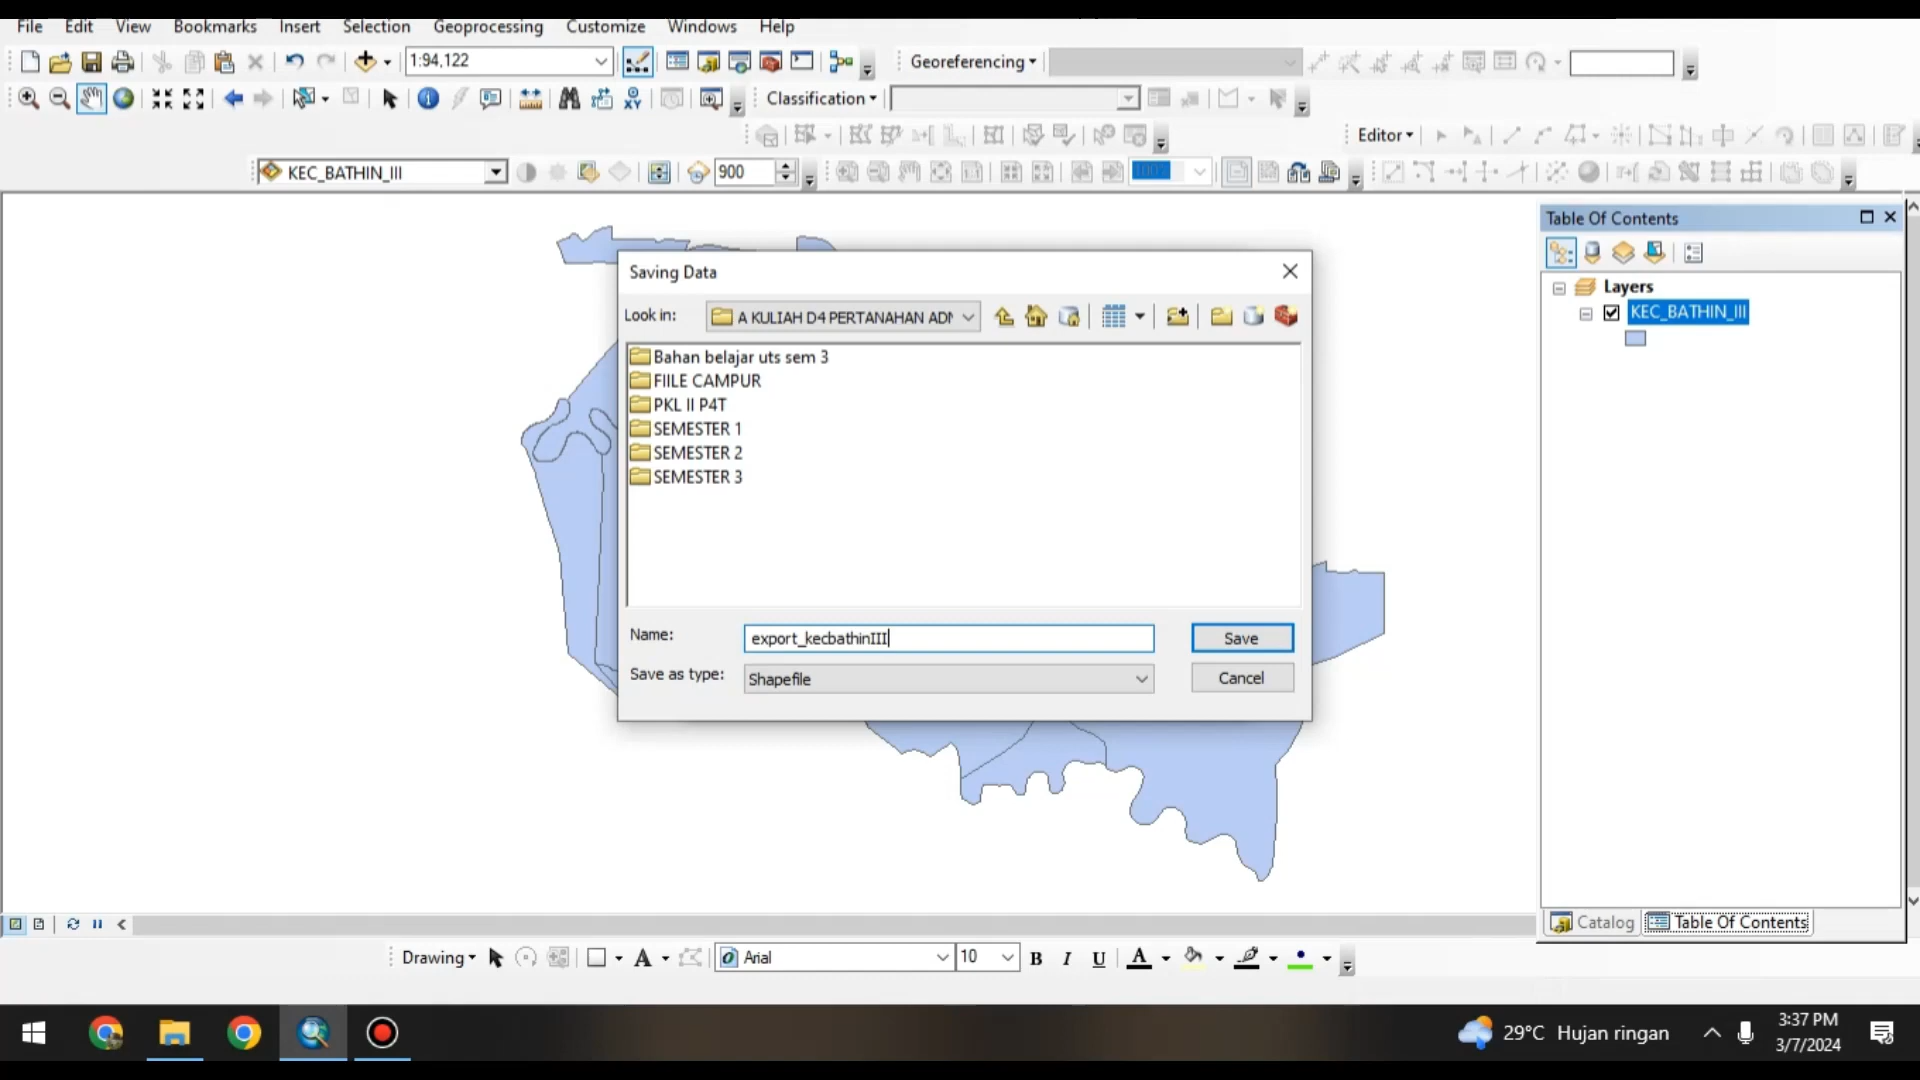 File Edit View Bookmarks Insert Selection Geoprocessing Customize Windows Help
1:94,122 Georeferencing
Classification
Editor
KEC_BATHIN_III 900 100%
Table Of Contents
Layers
KEC_BATHIN_III
Saving Data
Look in: A KULIAH D4 PERTANAHAN ADM
Bahan belajar uts sem 3
FIILE CAMPUR
PKL II P4T
SEMESTER 1
SEMESTER 2
SEMESTER 3
Name: export_kecbathinIII Save
Save as type: Shapefile Cancel
Catalog Table Of Contents
Drawing A Arial 10 B I U A
29°C Hujan ringan 3:37 PM
3/7/2024